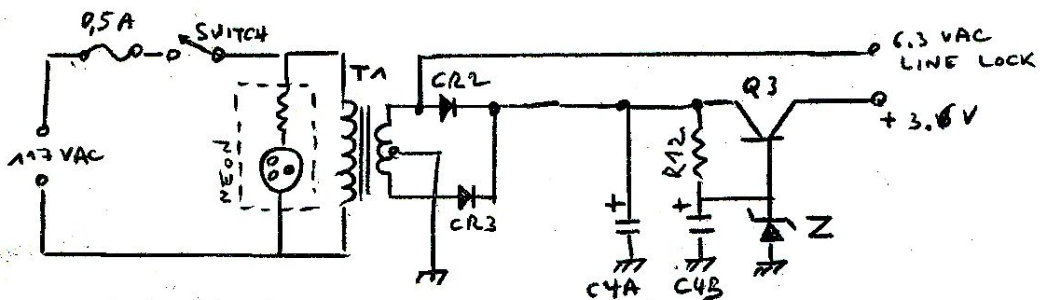 0,5A
SWITCH
6.3 VAC
LINE LOCK
T1
CR2
Q3
+ 3.6 V
117 VAC
NEON
R12
CR3
+
+
Z
C4A
C4B